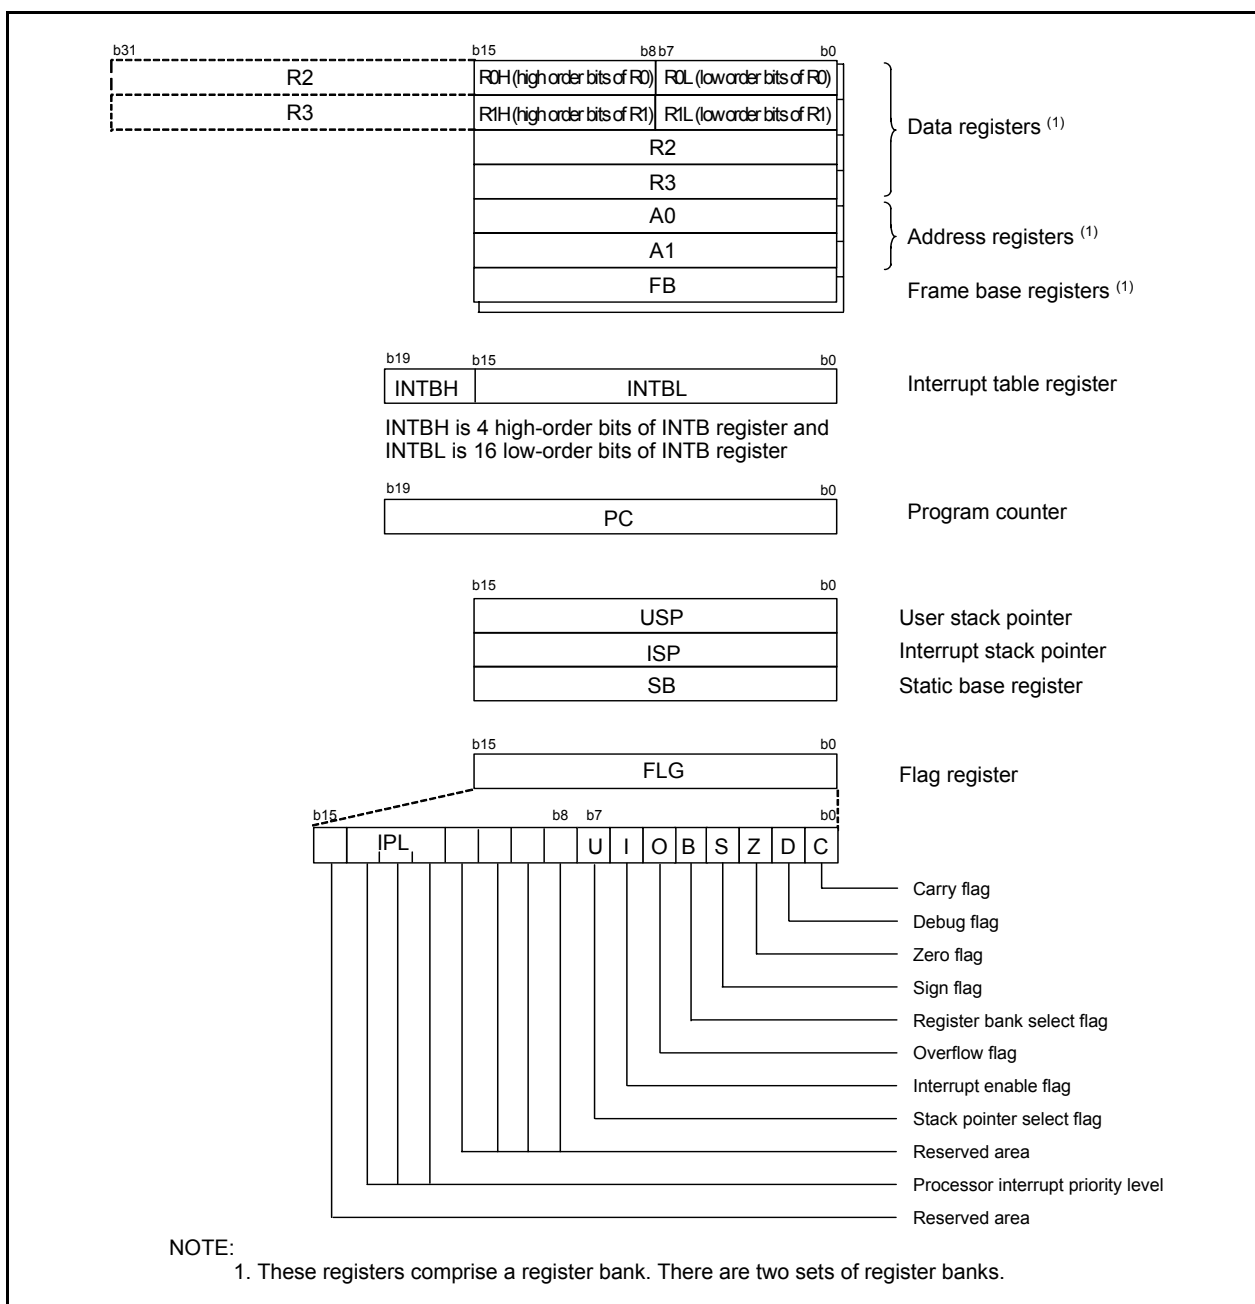 b31 b15 b8 b7 b0
R2 R0H (high order bits of R0) R0L (low order bits of R0)
R3 R1H (high order bits of R1) R1L (low order bits of R1)
R2
R3
Data registers (1)
A0
A1
Address registers (1)
FB
Frame base registers (1)
b19 b15 b0
INTBH INTBL Interrupt table register
INTBH is 4 high-order bits of INTB register and
INTBL is 16 low-order bits of INTB register
b19 b0
PC Program counter
b15 b0
USP User stack pointer
ISP Interrupt stack pointer
SB Static base register
b15 b0
FLG Flag register
b15 b8 b7 b0
IPL U I O B S Z D C
Carry flag
Debug flag
Zero flag
Sign flag
Register bank select flag
Overflow flag
Interrupt enable flag
Stack pointer select flag
Reserved area
Processor interrupt priority level
Reserved area
NOTE:
1. These registers comprise a register bank. There are two sets of register banks.